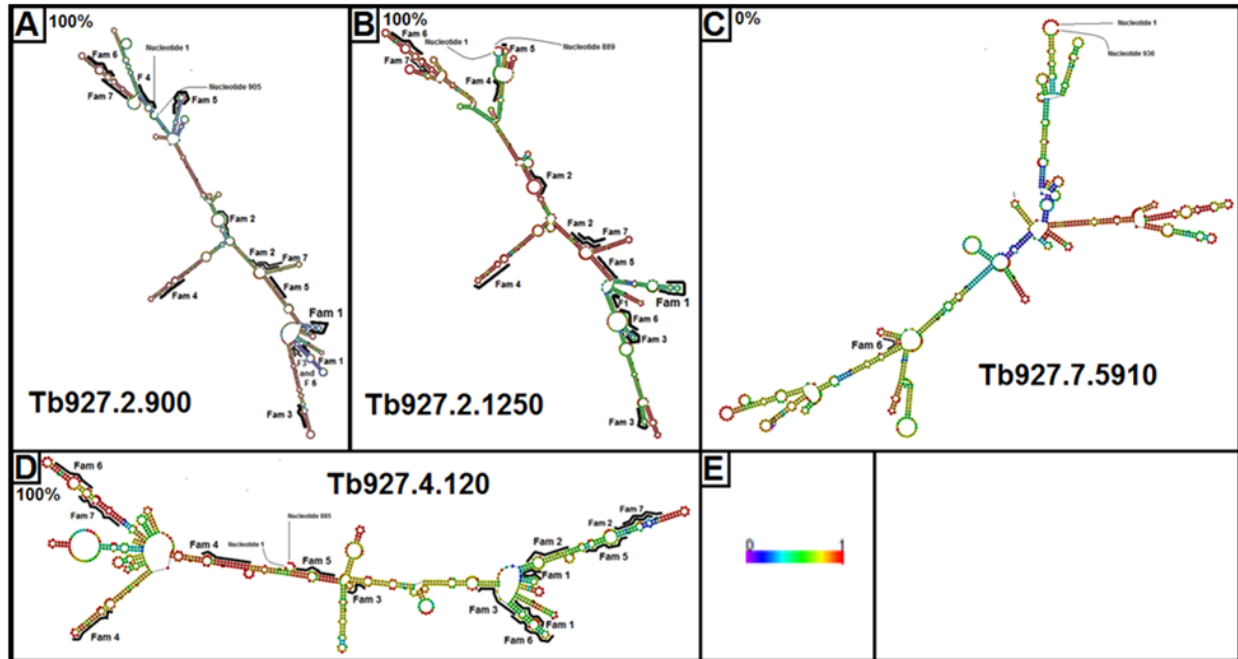 A 100%
Fam 6
Nucleotide 1
F 4
Nucleotide 905
Fam 7
Fam 5
Fam 2
Fam 2
Fam 7
Fam 4
Fam 5
Fam 1
Fam 1
F 3
and
F 6
Fam 3
Tb927.2.900
B 100%
Fam 6
Nucleotide 1
Fam 5
Nucleotide 889
Fam 7
Fam 4
Fam 2
Fam 2
Fam 7
Fam 5
Fam 4
Fam 1
F1
Fam 6
Fam 3
Fam 3
Tb927.2.1250
C 0%
Nucleotide 1
Nucleotide 936
Fam 6
Tb927.7.5910
D
100%
Tb927.4.120
Fam 6
Fam 7
Fam 4
Nucleotide 1
Nucleotide 885
Fam 5
Fam 3
Fam 4
Fam 7
Fam 2
Fam 2
Fam 5
Fam 1
Fam 3
Fam 1
Fam 6
E
0 1